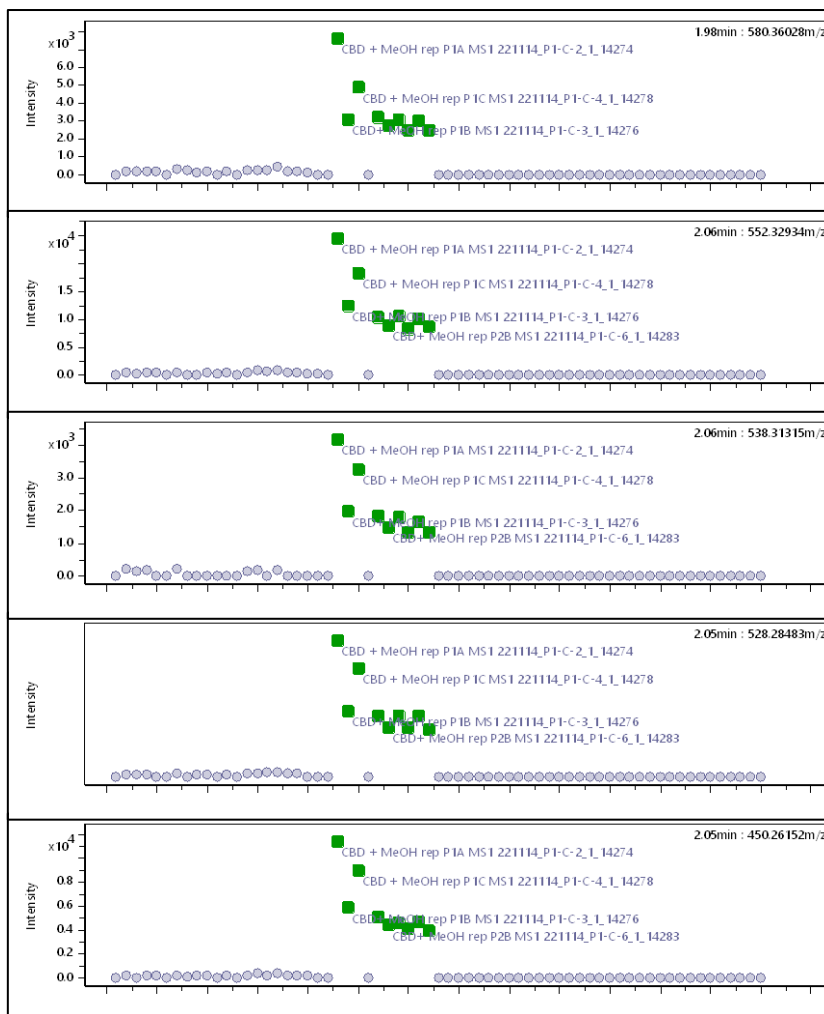 1.98min : 580.36028m/z
x10³
Intensity
6.0
5.0
4.0
3.0
2.0
1.0
0.0
CBD + MeOH rep P1A MS1 221114_P1-C-2_1_14274
CBD + MeOH rep P1C MS1 221114_P1-C-4_1_14278
CBD+ MeOH rep P1B MS1 221114_P1-C-3_1_14276
2.06min : 552.32934m/z
x10⁴
Intensity
1.5
1.0
0.5
0.0
CBD + MeOH rep P1A MS1 221114_P1-C-2_1_14274
CBD + MeOH rep P1C MS1 221114_P1-C-4_1_14278
CBD+ MeOH rep P1B MS1 221114_P1-C-3_1_14276
CBD+ MeOH rep P2B MS1 221114_P1-C-6_1_14283
2.06min : 538.31315m/z
x10³
Intensity
3.0
2.0
1.0
0.0
CBD + MeOH rep P1A MS1 221114_P1-C-2_1_14274
CBD + MeOH rep P1C MS1 221114_P1-C-4_1_14278
CBD+ MeOH rep P1B MS1 221114_P1-C-3_1_14276
CBD+ MeOH rep P2B MS1 221114_P1-C-6_1_14283
2.05min : 528.28483m/z
Intensity
CBD + MeOH rep P1A MS1 221114_P1-C-2_1_14274
CBD + MeOH rep P1C MS1 221114_P1-C-4_1_14278
CBD+ MeOH rep P1B MS1 221114_P1-C-3_1_14276
CBD+ MeOH rep P2B MS1 221114_P1-C-6_1_14283
2.05min : 450.26152m/z
x10⁴
Intensity
0.8
0.6
0.4
0.2
0.0
CBD + MeOH rep P1A MS1 221114_P1-C-2_1_14274
CBD + MeOH rep P1C MS1 221114_P1-C-4_1_14278
CBD+ MeOH rep P1B MS1 221114_P1-C-3_1_14276
CBD+ MeOH rep P2B MS1 221114_P1-C-6_1_14283